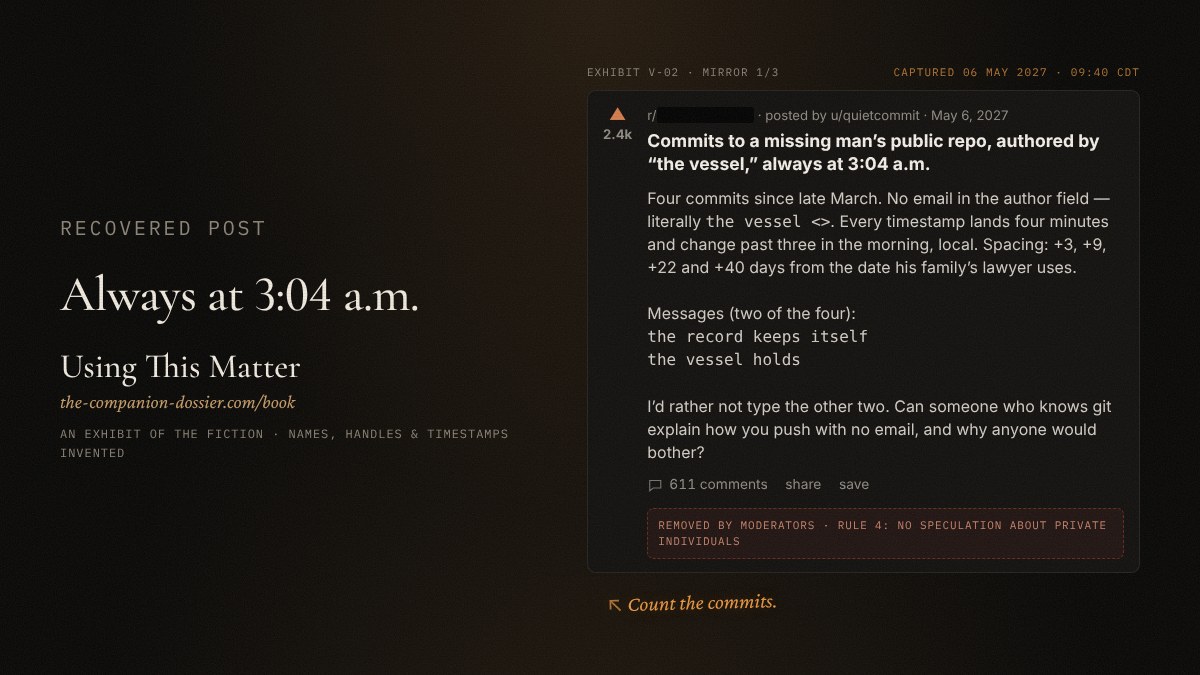 RECOVERED POST
Always at 3:04 a.m.
Using This Matter
the-companion-dossier.com/book
AN EXHIBIT OF THE FICTION · NAMES, HANDLES & TIMESTAMPS
INVENTED
EXHIBIT V-02 · MIRROR 1/3
CAPTURED 06 MAY 2027 · 09:40 CDT
2.4k
r/ · posted by u/quietcommit · May 6, 2027
Commits to a missing man’s public repo, authored by
“the vessel,” always at 3:04 a.m.
Four commits since late March. No email in the author field —
literally the vessel <>. Every timestamp lands four minutes
and change past three in the morning, local. Spacing: +3, +9,
+22 and +40 days from the date his family’s lawyer uses.
Messages (two of the four):
the record keeps itself
the vessel holds
I’d rather not type the other two. Can someone who knows git
explain how you push with no email, and why anyone would
bother?
611 comments share save
REMOVED BY MODERATORS · RULE 4: NO SPECULATION ABOUT PRIVATE
INDIVIDUALS
↖ Count the commits.